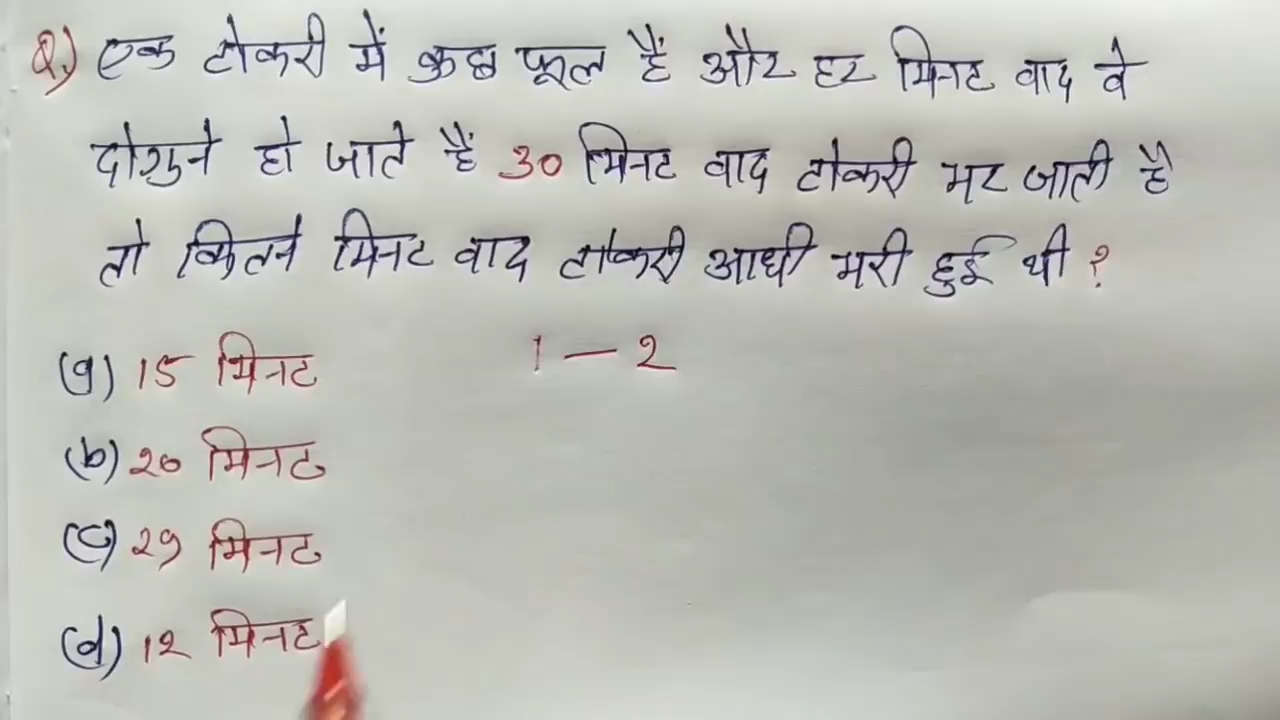 Q.) एक टोकरी में कुछ फूल हैं और हर मिनट बाद वे
दोगुने हो जाते हैं 30 मिनट बाद टोकरी भर जाती है
तो कितने मिनट बाद टोकरी आधी भरी हुई थी ?
1 — 2
(a) 15 मिनट
(b) 20 मिनट
(c) 29 मिनट
(d) 12 मिनट